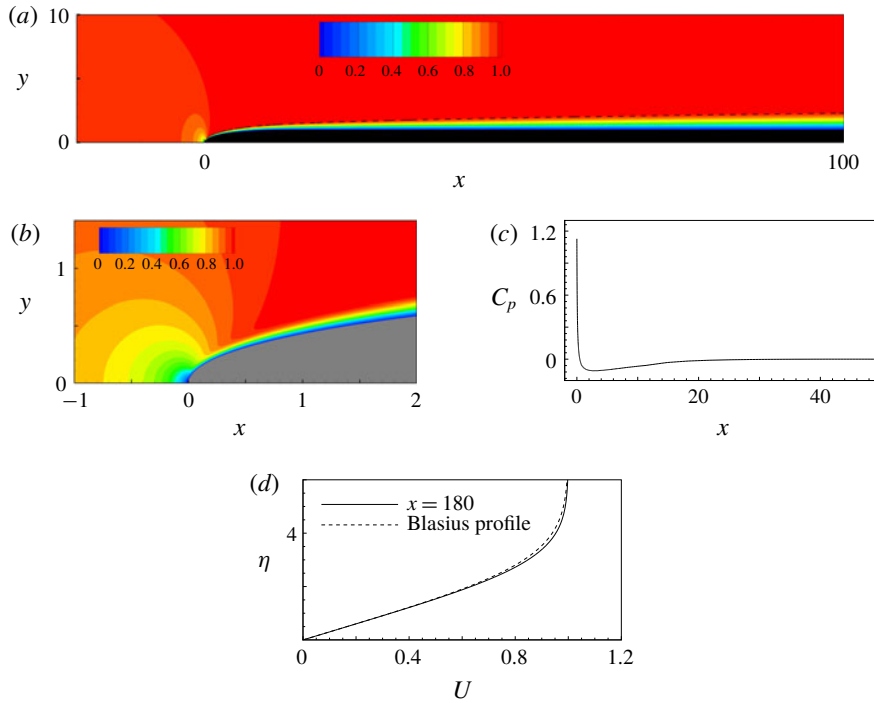 (a)
10
y
0
0 0.2 0.4 0.6 0.8 1.0
0
100
x
(b)
1
y
0
0 0.2 0.4 0.6 0.8 1.0
−1 0 1 2
x
(c)
1.2
0.6
C_p
0
0 20 40
x
(d)
x = 180
Blasius profile
4
η
0 0.4 0.8 1.2
U